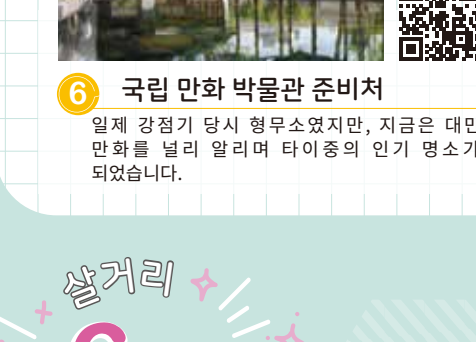 6 국립 만화 박물관 준비처
일제 강점기 당시 형무소였지만, 지금은 대만
만화를 널리 알리며 타이중의 인기 명소가
되었습니다.
살거리